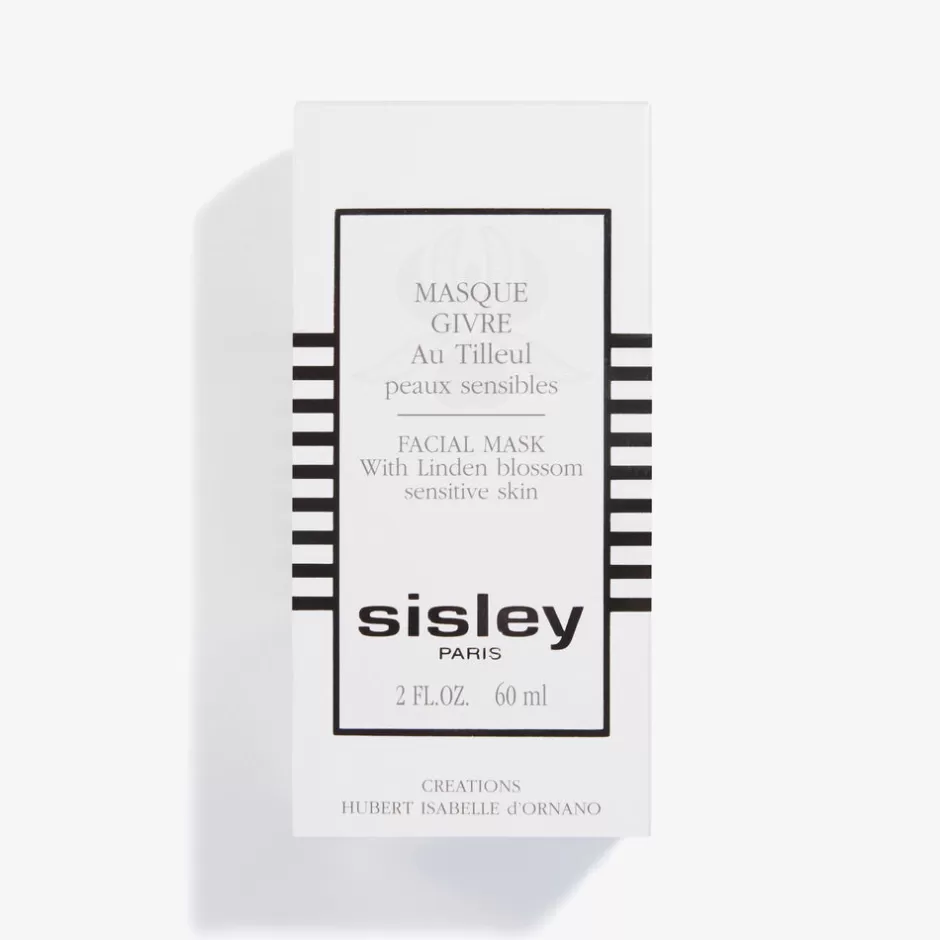 MASQUE
GIVRE
Au Tilleul
peaux sensibles
FACIAL MASK
With Linden blossom
sensitive skin
sisley
PARIS
2 FL.OZ. 60 ml
CREATIONS
HUBERT ISABELLE d'ORNANO